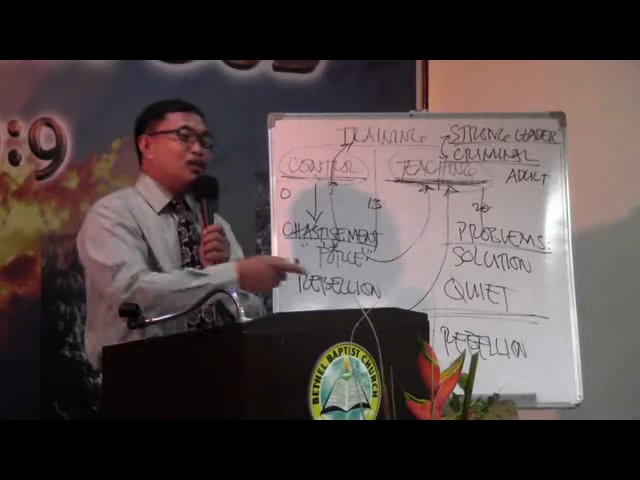 :9
TRAINING
STRONG LEADER
CRIMINAL
CONTROL
TEACHING
ADULT
0
13
20
CHASTISEMENT
"FORCE"
REBELLION
PROBLEMS:
SOLUTION
QUIET
REBELLION
BETHEL BAPTIST CHURCH